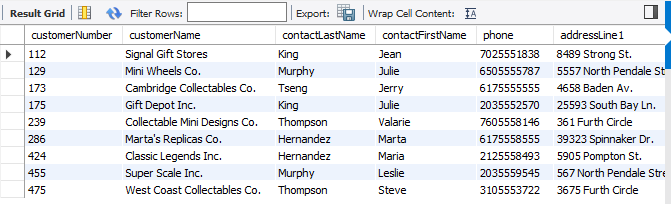 Result Grid Filter Rows: Export: Wrap Cell Content:
customerNumber customerName contactLastName contactFirstName phone addressLine1
112 Signal Gift Stores King Jean 7025551838 8489 Strong St.
129 Mini Wheels Co. Murphy Julie 6505555787 5557 North Pendale Street
173 Cambridge Collectables Co. Tseng Jerry 6175555555 4658 Baden Av.
175 Gift Depot Inc. King Julie 2035552570 25593 South Bay Ln.
239 Collectable Mini Designs Co. Thompson Valarie 7605558146 361 Furth Circle
286 Marta's Replicas Co. Hernandez Marta 6175558555 39323 Spinnaker Dr.
424 Classic Legends Inc. Hernandez Maria 2125558493 5905 Pompton St.
455 Super Scale Inc. Murphy Leslie 2035559545 567 North Pendale Street
475 West Coast Collectables Co. Thompson Steve 3105553722 3675 Furth Circle